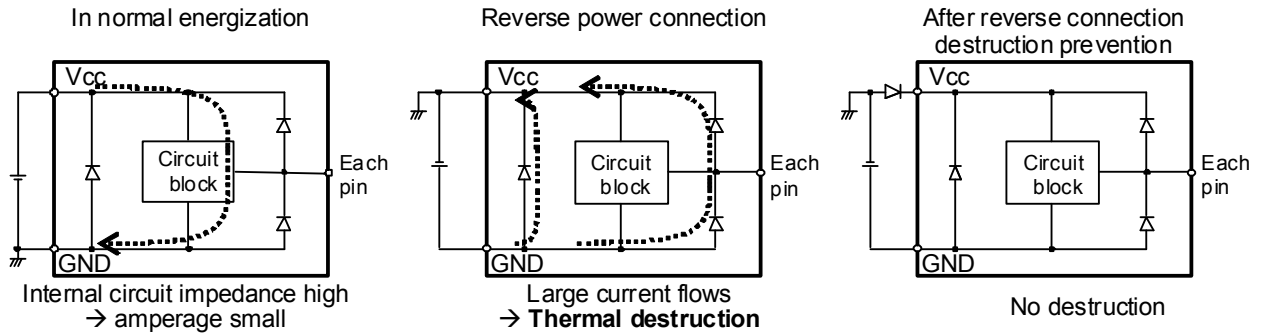 In normal energization
Vcc
Circuit
block
Each
pin
GND
Internal circuit impedance high
→ amperage small
Reverse power connection
Vcc
Circuit
block
Each
pin
GND
Large current flows
→ Thermal destruction
After reverse connection
destruction prevention
Vcc
Circuit
block
Each
pin
GND
No destruction